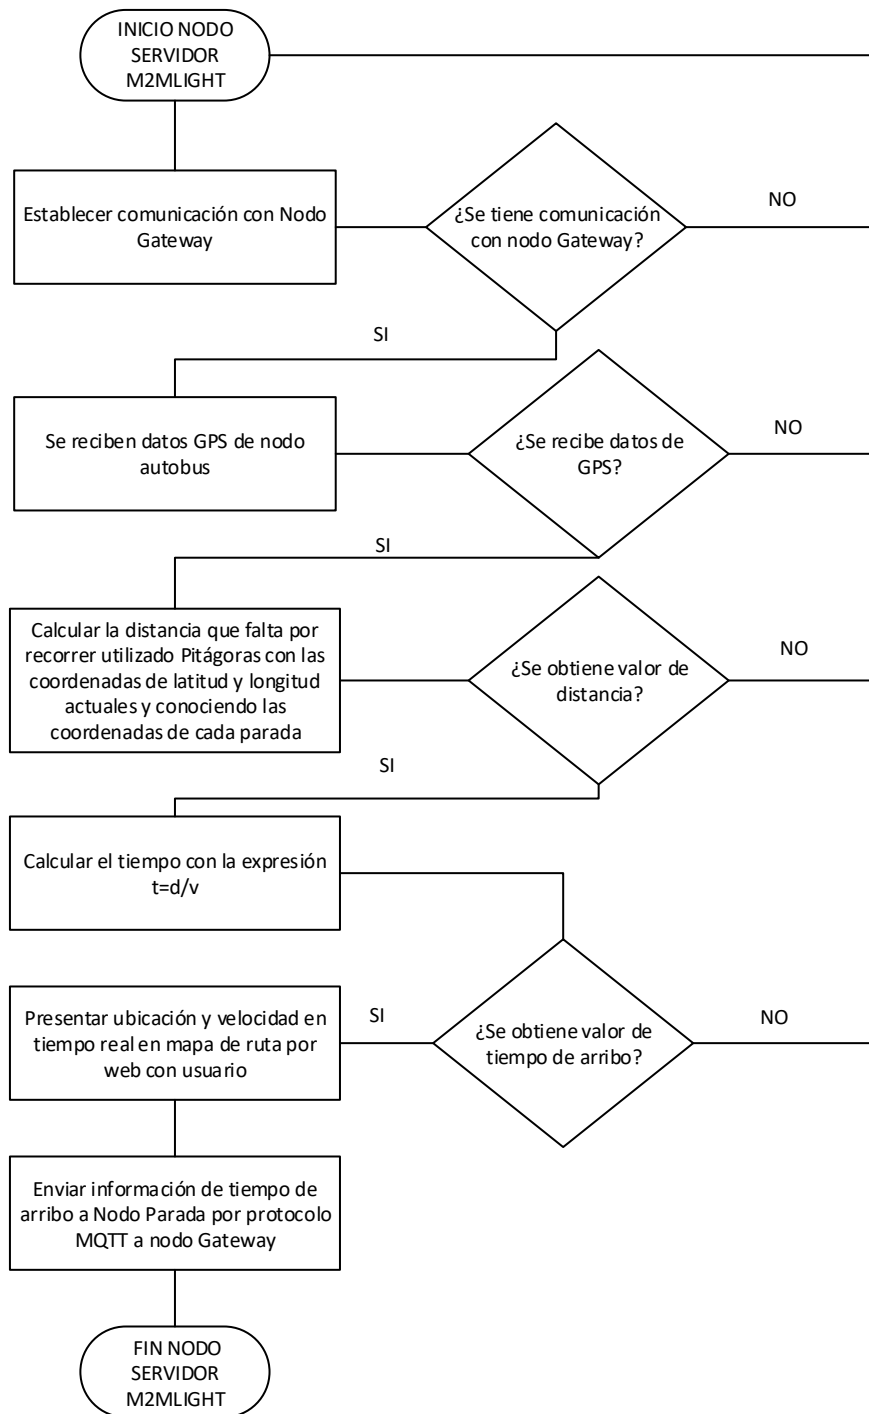 INICIO NODO
SERVIDOR
M2MLIGHT
Establecer comunicación con Nodo
Gateway
¿Se tiene comunicación
con nodo Gateway?
NO
SI
Se reciben datos GPS de nodo
autobus
¿Se recibe datos de
GPS?
NO
SI
Calcular la distancia que falta por
recorrer utilizado Pitágoras con las
coordenadas de latitud y longitud
actuales y conociendo las
coordenadas de cada parada
¿Se obtiene valor de
distancia?
NO
SI
Calcular el tiempo con la expresión
t=d/v
Presentar ubicación y velocidad en
tiempo real en mapa de ruta por
web con usuario
SI
¿Se obtiene valor de
tiempo de arribo?
NO
Enviar información de tiempo de
arribo a Nodo Parada por protocolo
MQTT a nodo Gateway
FIN NODO
SERVIDOR
M2MLIGHT